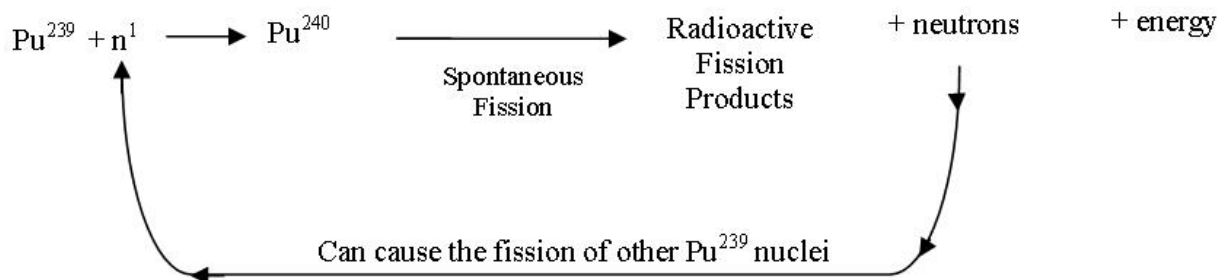 Pu²³⁹ + n¹ Pu²⁴⁰ Radioactive + neutrons + energy
Spontaneous Fission
Fission Products
Can cause the fission of other Pu²³⁹ nuclei